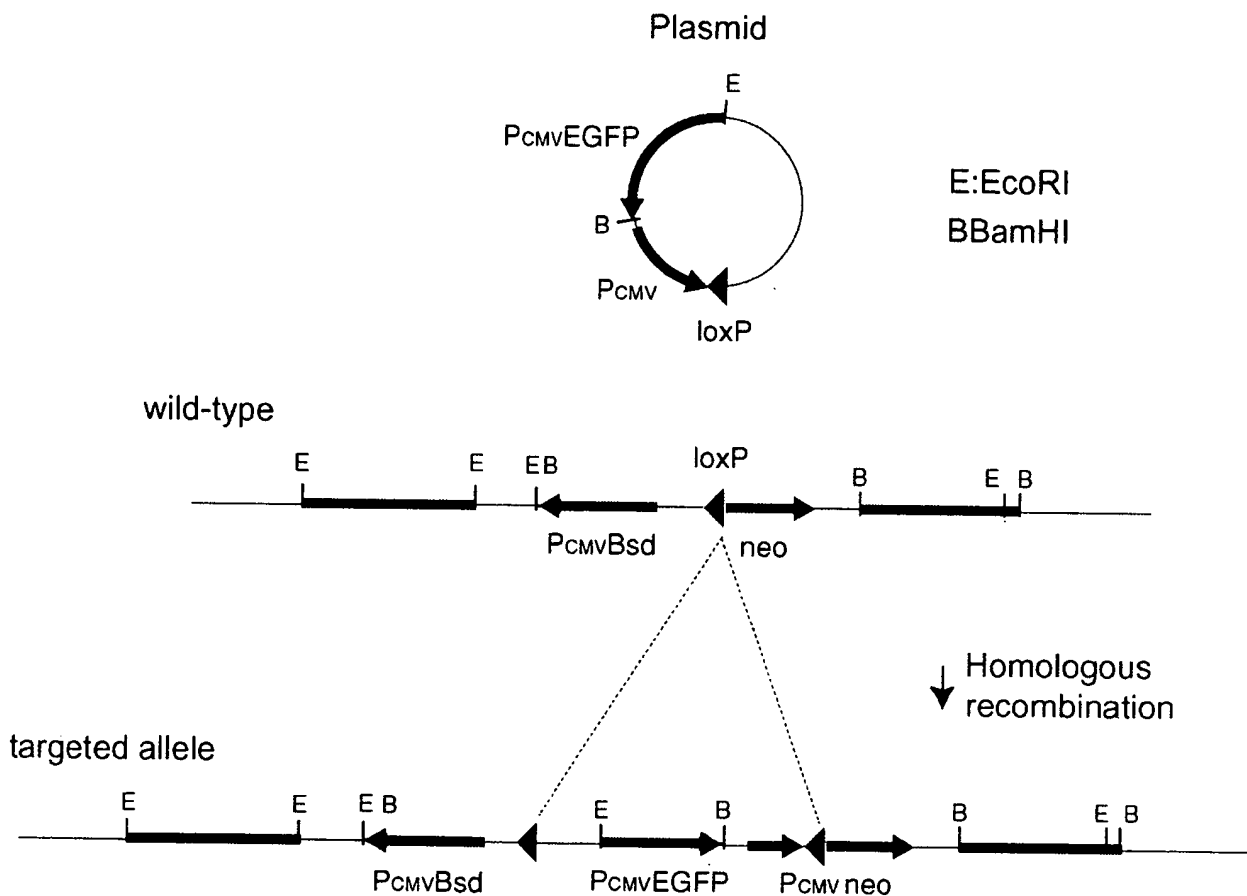 Plasmid
E
PCMVEGFP
B
PCMV
loxP
E:EcoRI
BBamHI
wild-type
E E E B loxP B E B
PCMVBsd neo
Homologous
recombination
targeted allele
E E E B E B B E B
PCMVBsd PCMVEGFP PCMV neo